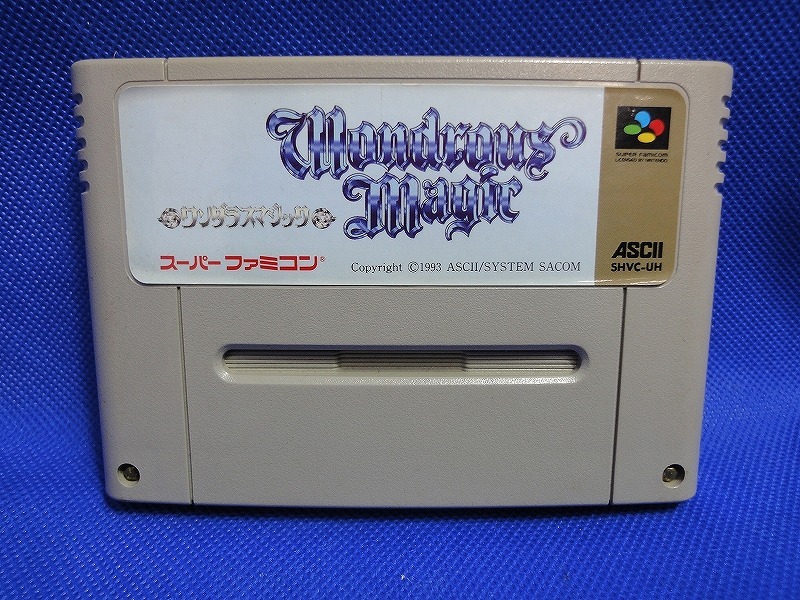 Wondrous
Magic
ワンダラスマジック
スーパーファミコン®
Copyright ©1993 ASCII/SYSTEM SACOM
SUPER FAMICOM
LICENSED BY NINTENDO
ASCII
SHVC-UH